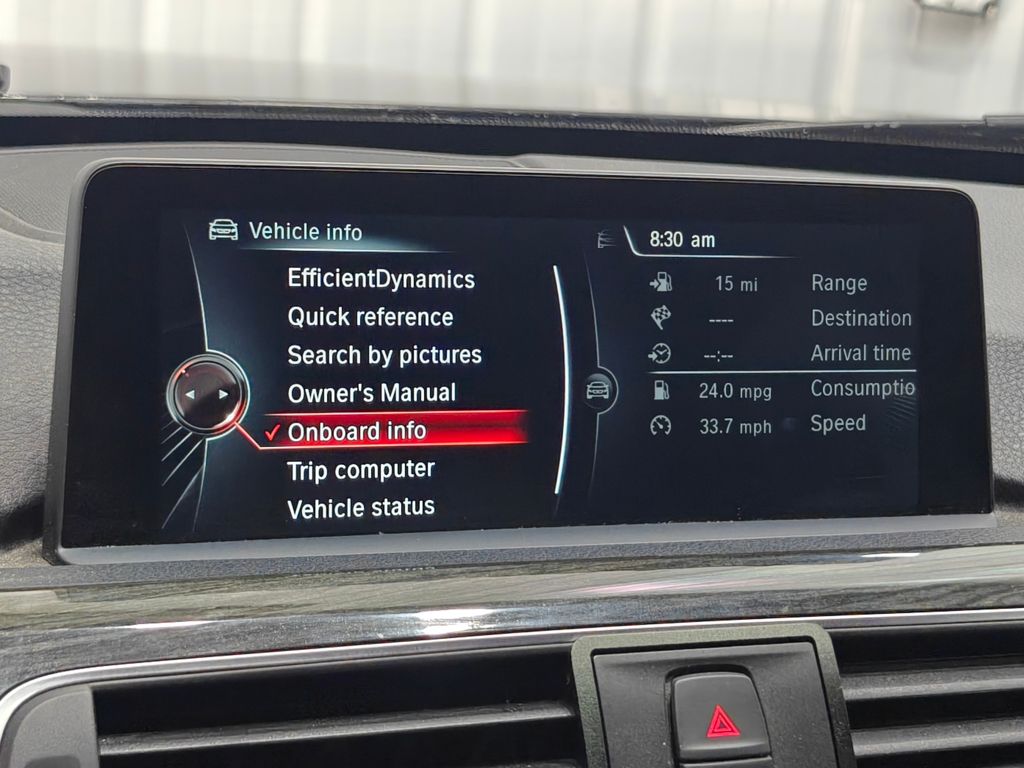 Vehicle info
EfficientDynamics
Quick reference
Search by pictures
Owner's Manual
Onboard info
Trip computer
Vehicle status
8:30 am
15 mi Range
---- Destination
--:-- Arrival time
24.0 mpg Consumptio
33.7 mph Speed